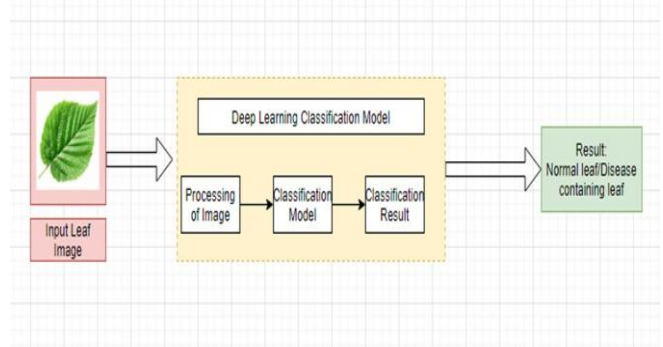 Input Leaf
Image
Deep Learning Classification Model
Processing
of Image
Classification
Model
Classification
Result
Result:
Normal leaf/Disease
containing leaf